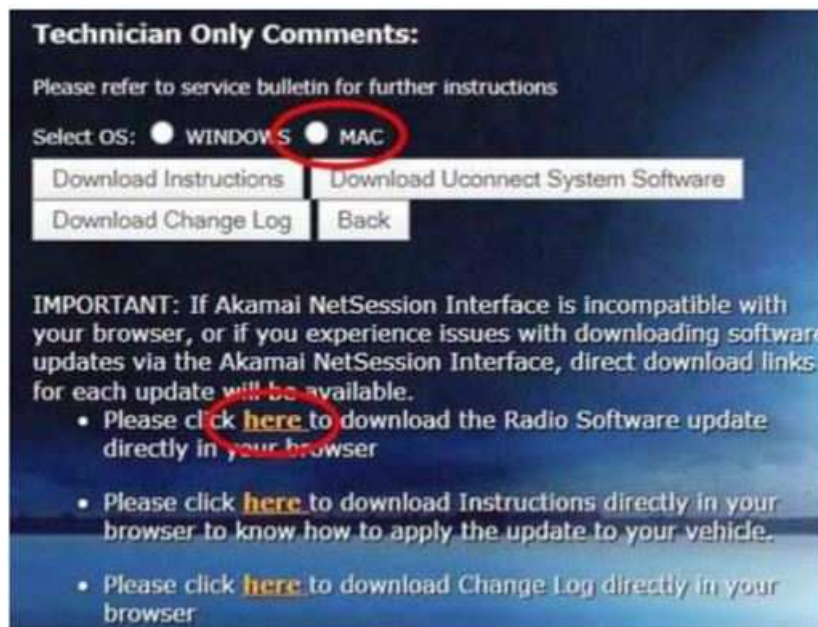 Technician Only Comments:
Please refer to service bulletin for further instructions
Select OS: WINDOWS MAC
Download Instructions Download Uconnect System Software
Download Change Log Back
IMPORTANT: If Akamai NetSession Interface is incompatible with
your browser, or if you experience issues with downloading software
updates via the Akamai NetSession Interface, direct download links
for each update will be available.
• Please click here to download the Radio Software update
directly in your browser
• Please click here to download Instructions directly in your
browser to know how to apply the update to your vehicle.
• Please click here to download Change Log directly in your
browser